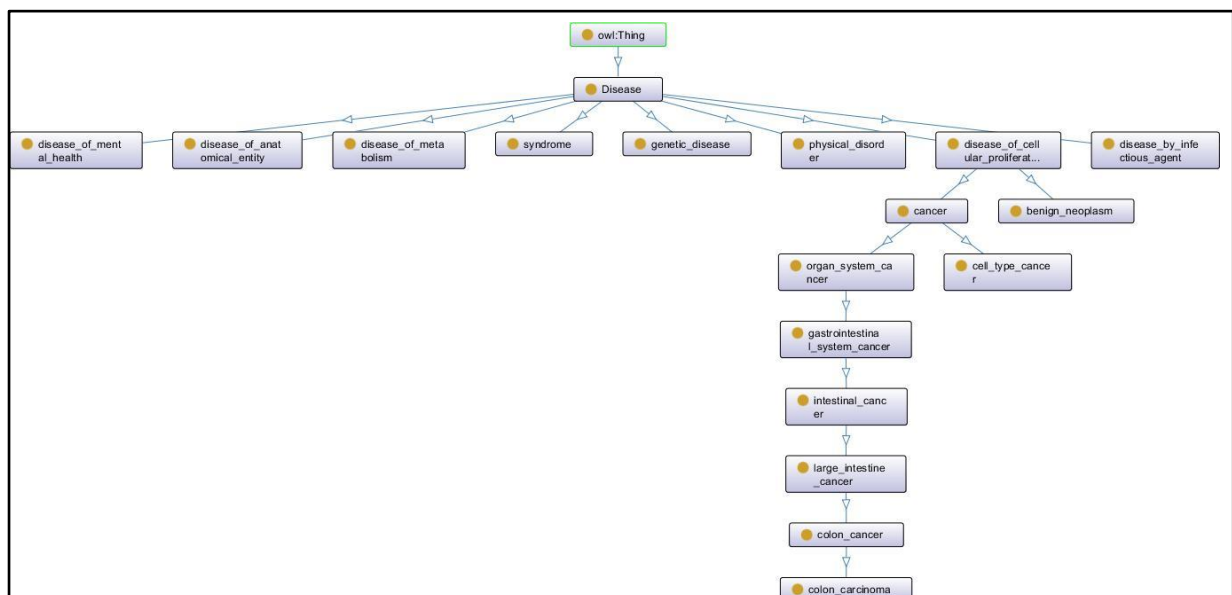 owl:Thing
Disease
disease_of_ment
al_health
disease_of_anat
omical_entity
disease_of_meta
bolism
syndrome
genetic_disease
physical_disord
er
disease_of_cell
ular_proliferat...
disease_by_infe
ctious_agent
cancer
benign_neoplasm
organ_system_ca
ncer
cell_type_cance
r
gastrointestina
l_system_cancer
intestinal_canc
er
large_intestine
_cancer
colon_cancer
colon_carcinoma